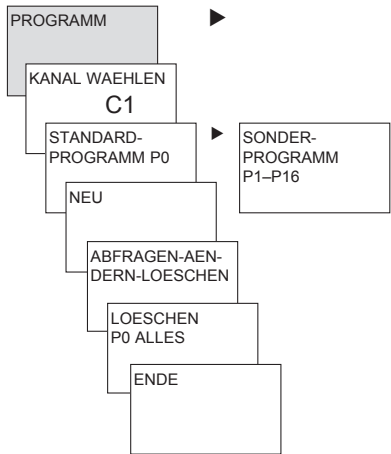 PROGRAMM
KANAL WAEHLEN
C1
STANDARD-
PROGRAMM P0
SONDER-
PROGRAMM
P1–P16
NEU
ABFRAGEN-AEN-
DERN-LOESCHEN
LOESCHEN
P0 ALLES
ENDE